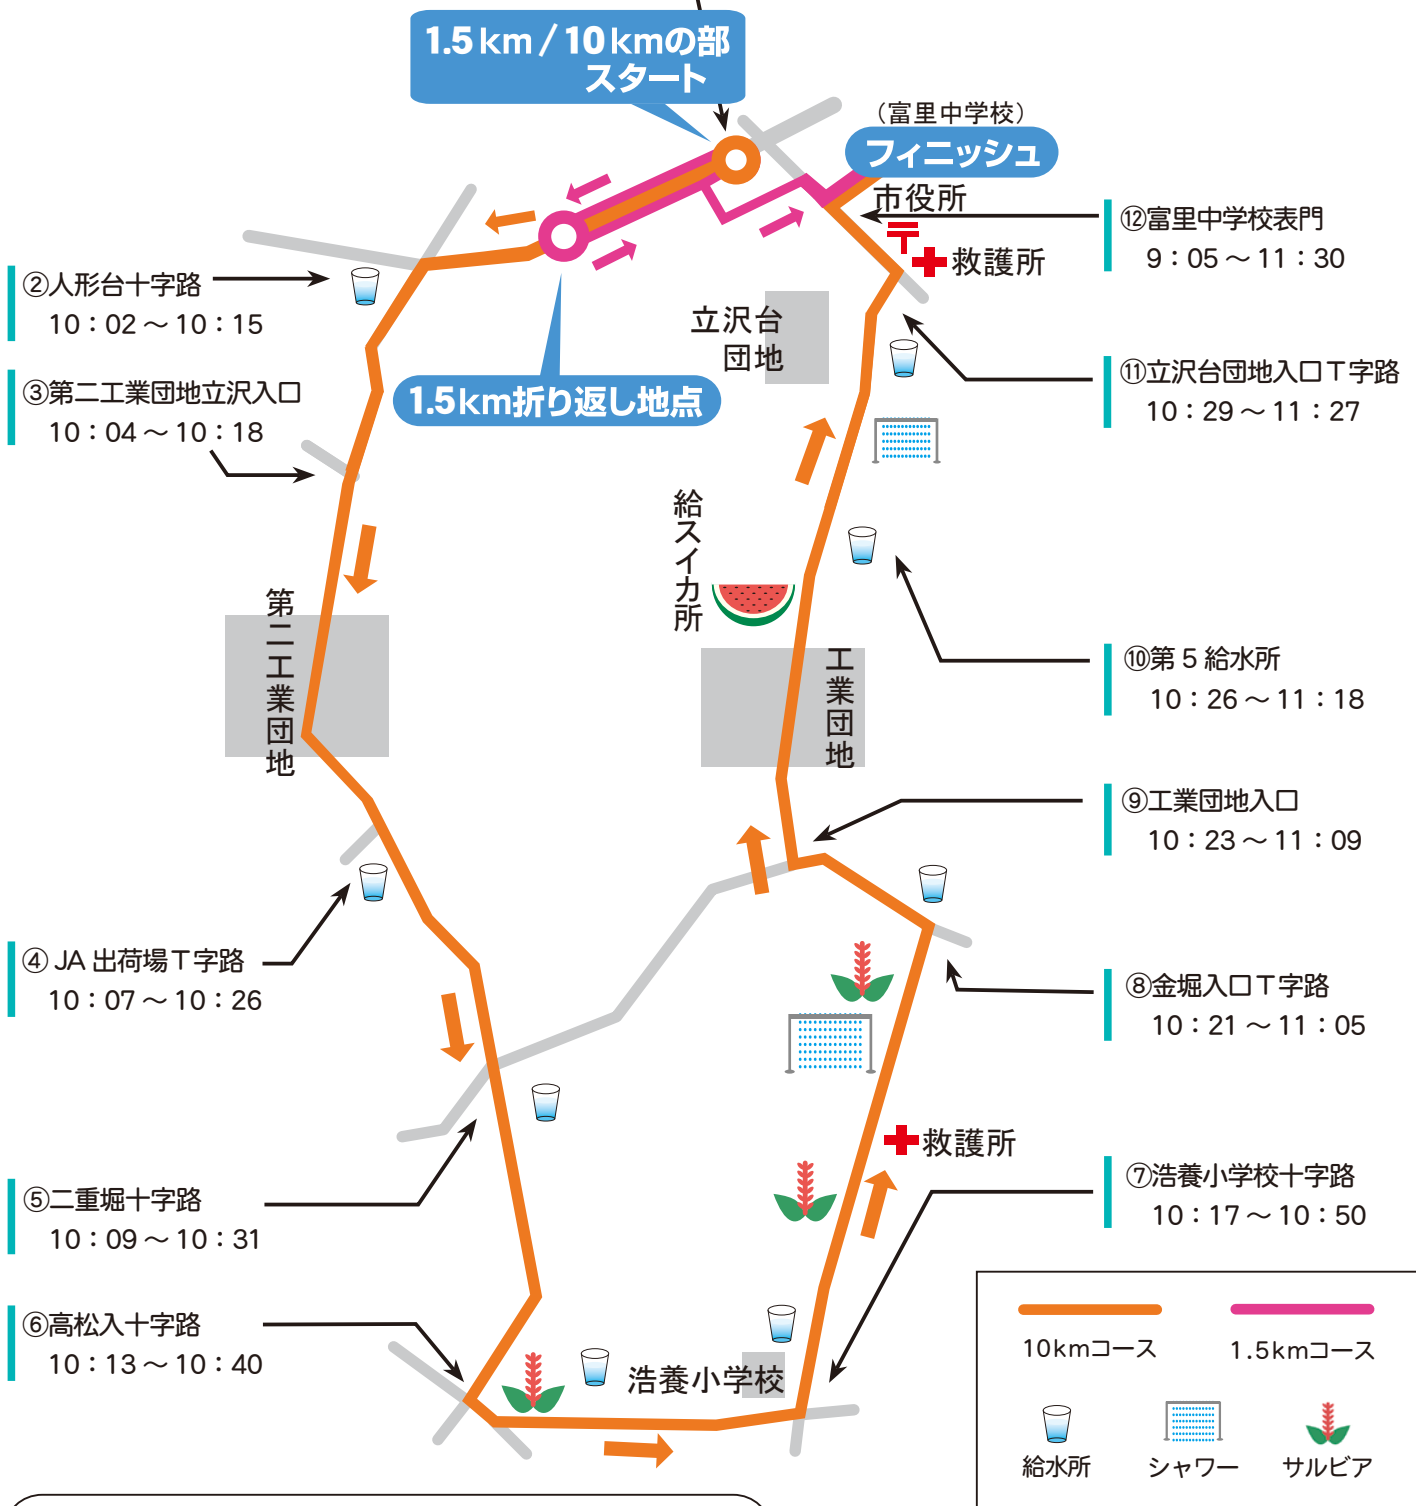 1.5km/10kmの部
スタート
(富里中学校)
フィニッシュ
市役所
救護所
⑫富里中学校表門
9：05～11：30
②人形台十字路
10：02～10：15
立沢台
団地
③第二工業団地立沢入口
10：04～10：18
1.5km折り返し地点
⑪立沢台団地入口T字路
10：29～11：27
給スイカ所
第二工業団地
工業団地
⑩第5給水所
10：26～11：18
⑨工業団地入口
10：23～11：09
④JA出荷場T字路
10：07～10：26
⑧金堀入口T字路
10：21～11：05
救護所
⑤二重堀十字路
10：09～10：31
⑦浩養小学校十字路
10：17～10：50
⑥高松入十字路
10：13～10：40
浩養小学校
10kmコース
1.5kmコース
給水所
シャワー
サルビア